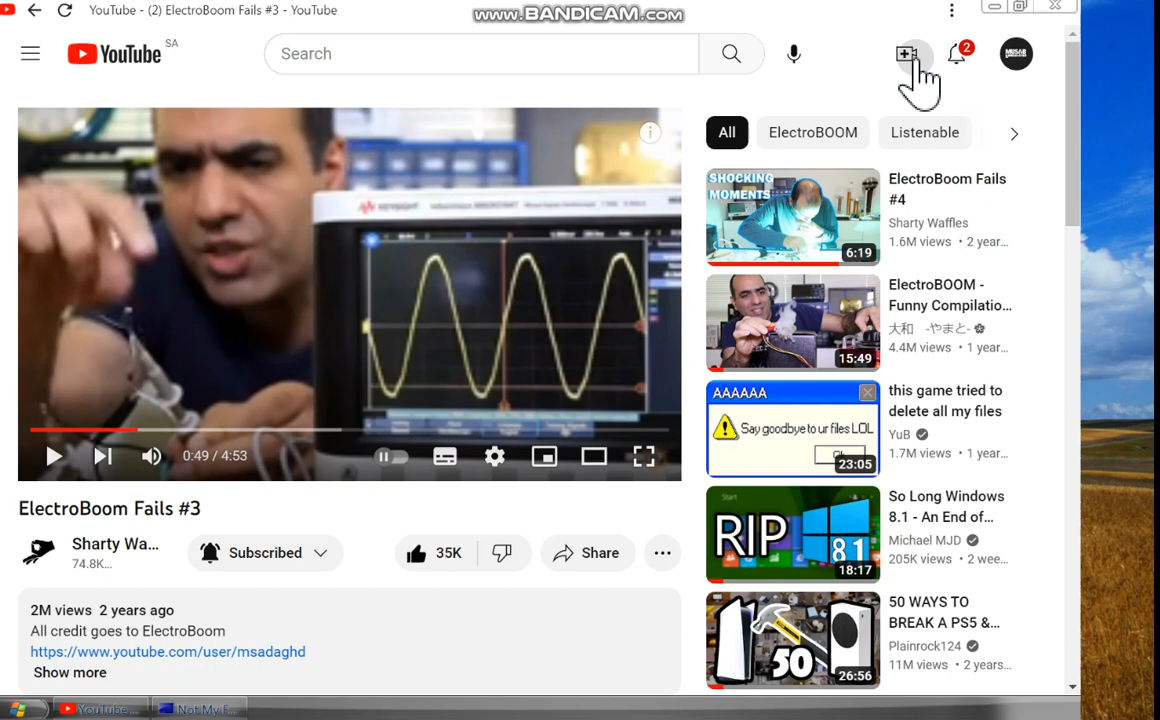 YouTube - (2) ElectroBoom Fails #3 - YouTube
www.BANDICAM.com
YouTube SA
Search
2
KEYSIGHT
All
ElectroBOOM
Listenable
SHOCKING
MOMENTS
6:19
ElectroBoom Fails
#4
Sharty Waffles
1.6M views • 2 year...
15:49
ElectroBOOM -
Funny Compilatio...
大和 -やまと- ✿
4.4M views • 1 year...
AAAAAA
Say goodbye to ur files LOL
23:05
this game tried to
delete all my files
YuB
1.7M views • 1 year...
Start
RIP
81
18:17
So Long Windows
8.1 - An End of...
Michael MJD
205K views • 2 wee...
50
26:56
50 WAYS TO
BREAK A PS5 &...
Plainrock124
11M views • 2 years...
0:49 / 4:53
ElectroBoom Fails #3
Sharty Wa...
74.8K...
Subscribed
35K
Share
2M views 2 years ago
All credit goes to ElectroBoom
https://www.youtube.com/user/msadaghd
Show more
YouTube...
Not My F...